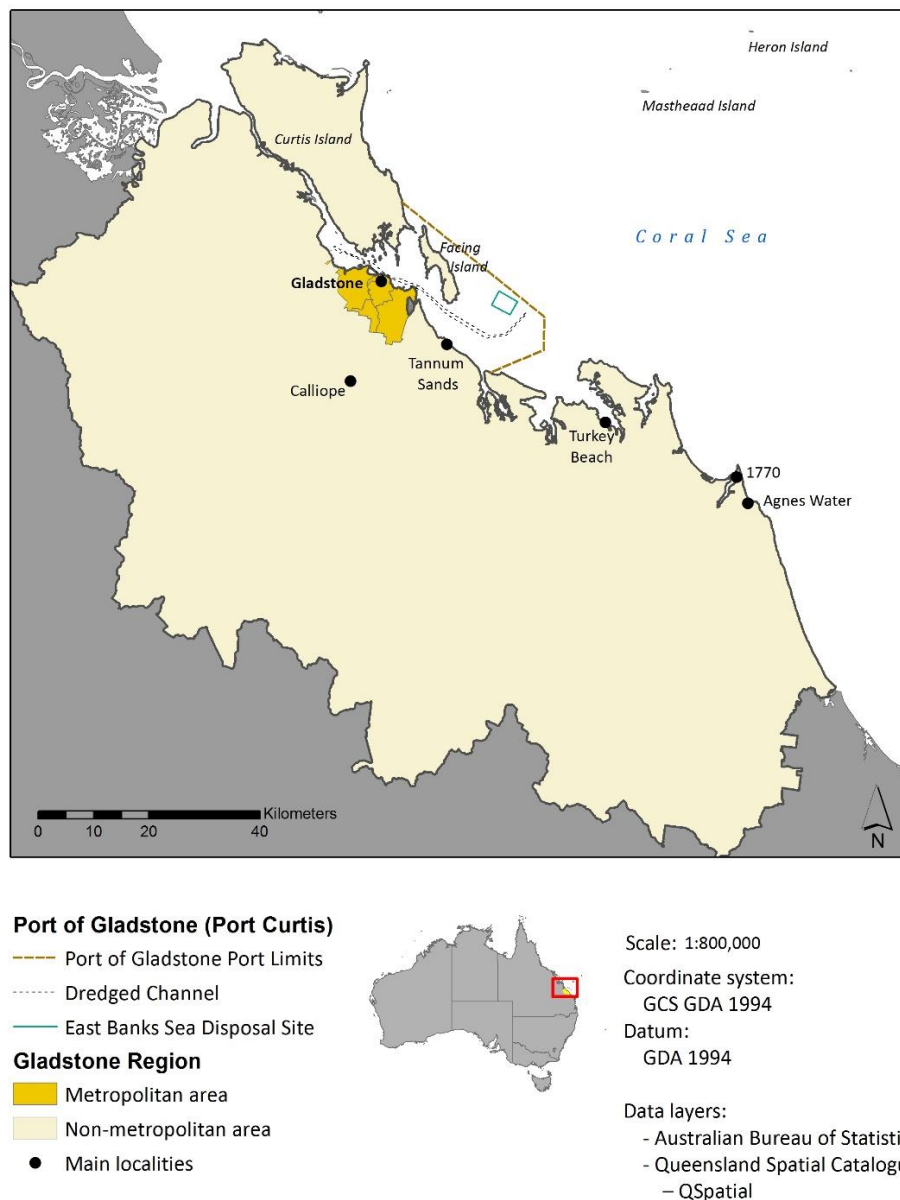 Heron Island
Mastheaad Island
Curtis Island
Coral Sea
Facing
Island
Gladstone
Tannum
Sands
Calliope
Turkey
Beach
1770
Agnes Water
Kilometers
0 10 20 40
N
Port of Gladstone (Port Curtis)
Port of Gladstone Port Limits
Dredged Channel
East Banks Sea Disposal Site
Gladstone Region
Metropolitan area
Non-metropolitan area
Main localities
Scale: 1:800,000
Coordinate system:
GCS GDA 1994
Datum:
GDA 1994
Data layers:
- Australian Bureau of Statisti
- Queensland Spatial Catalogu
– QSpatial